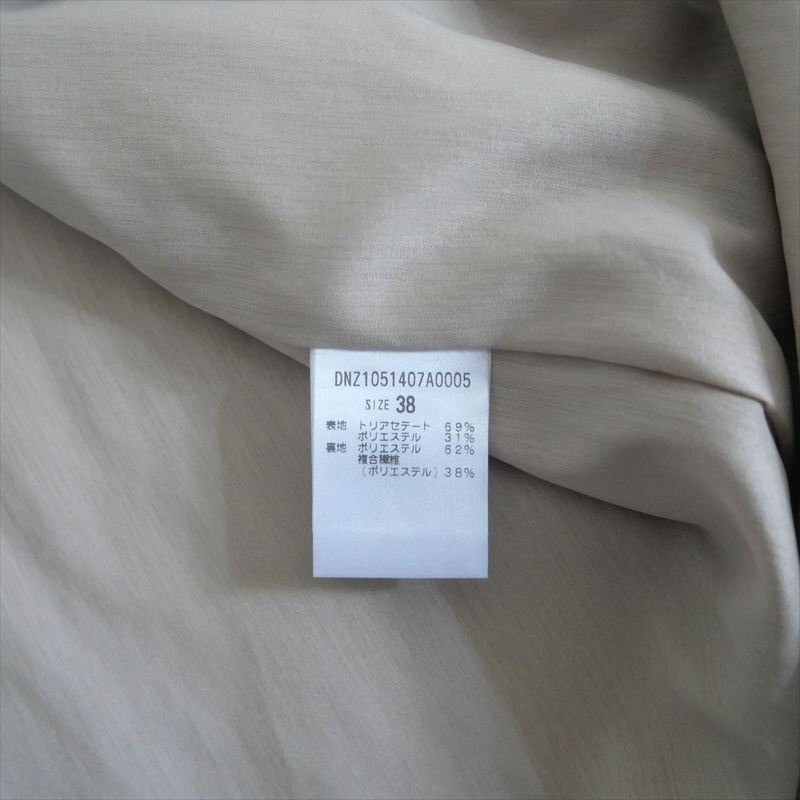 DNZ1051407A0005
SIZE 38
表地 トリアセテート 69%
ポリエステル 31%
裏地 ポリエステル 62%
複合繊維
(ポリエステル) 38%